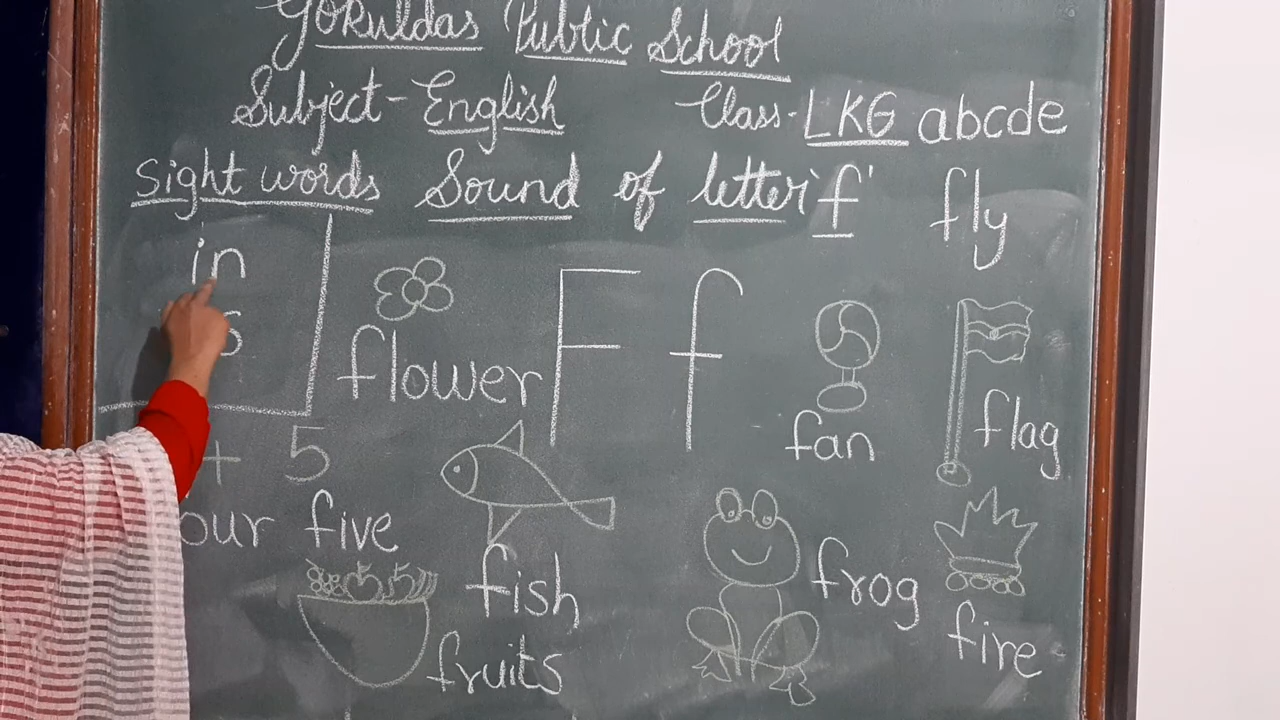 Gokuldas Public School
Subject - English Class - LKG abcde
Sight words Sound of letter 'f' fly
in
flower F f
fan
flag
5
our five
fish
frog
fire
fruits